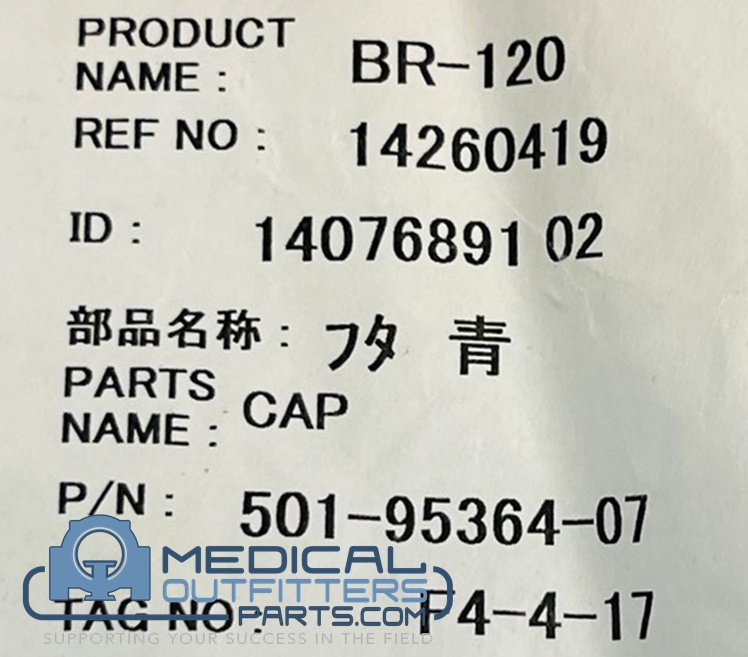 PRODUCT
NAME : BR-120
REF NO : 14260419
ID : 14076891 02
部品名称 : フタ 青
PARTS
NAME : CAP
P/N : 501-95364-07
MEDICAL
OUTFITTERS
PARTS.COM
TAG NO : F4-4-17
SUPPORTING YOUR SUCCESS IN THE FIELD